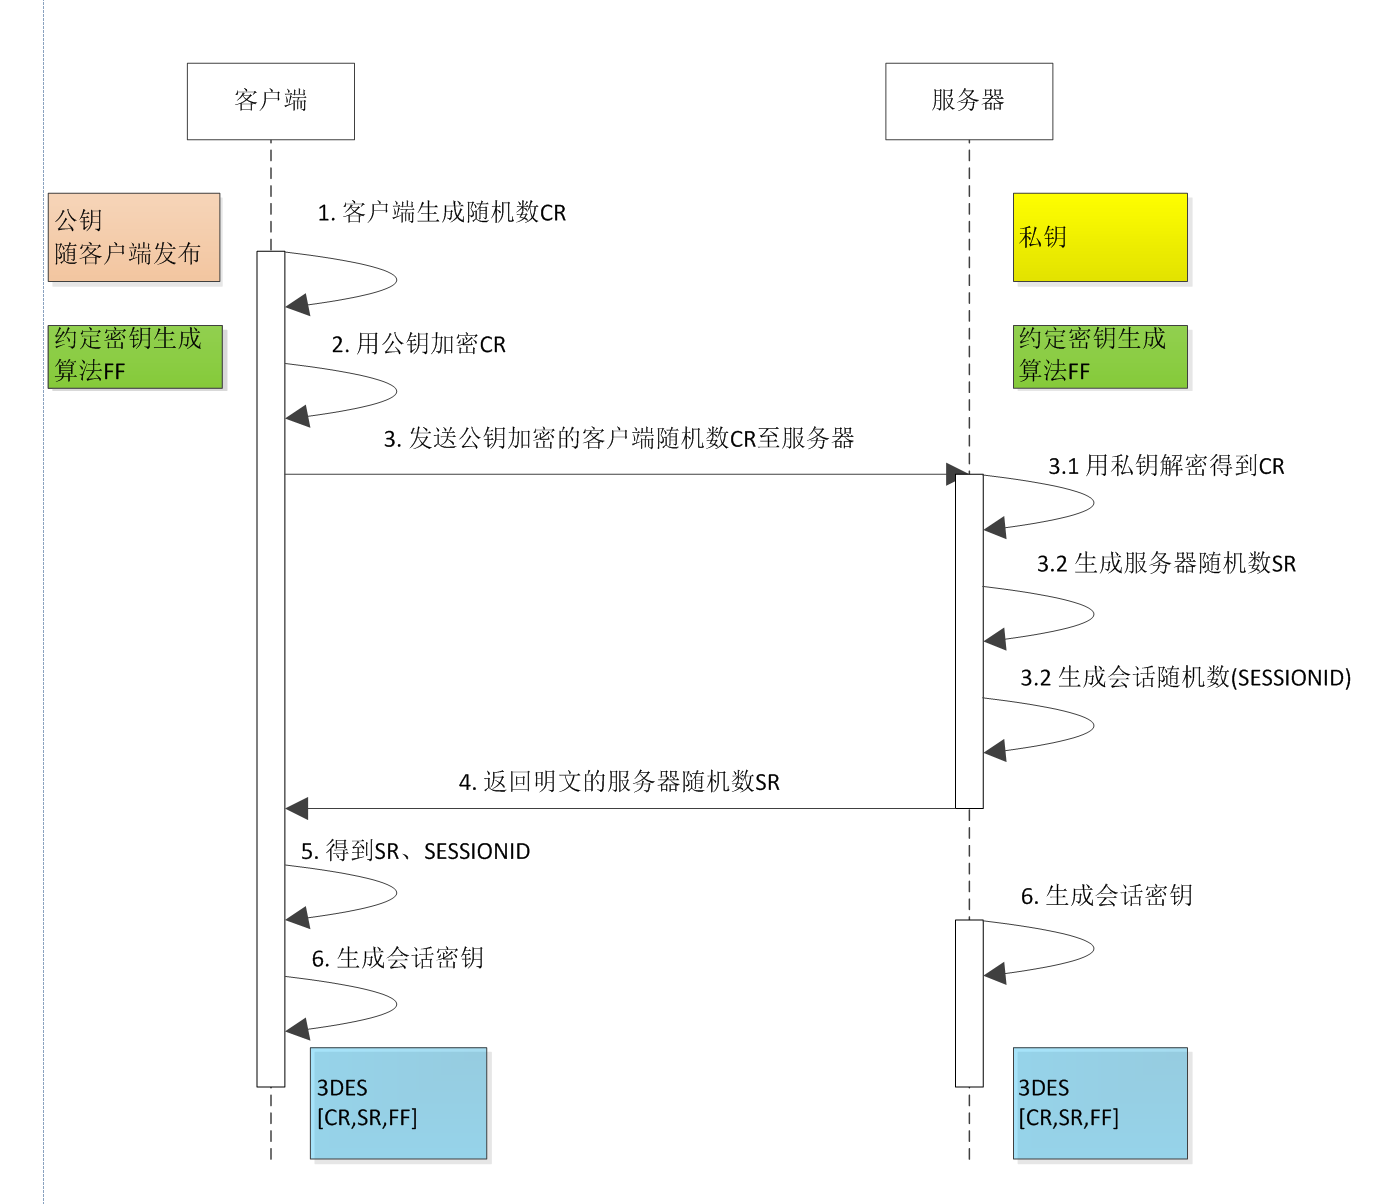 客户端
服务器
公钥
随客户端发布
1. 客户端生成随机数CR
私钥
约定密钥生成
算法FF
2. 用公钥加密CR
约定密钥生成
算法FF
3. 发送公钥加密的客户端随机数CR至服务器
3.1 用私钥解密得到CR
3.2 生成服务器随机数SR
3.2 生成会话随机数(SESSIONID)
4. 返回明文的服务器随机数SR
5. 得到SR、SESSIONID
6. 生成会话密钥
6. 生成会话密钥
3DES
[CR,SR,FF]
3DES
[CR,SR,FF]